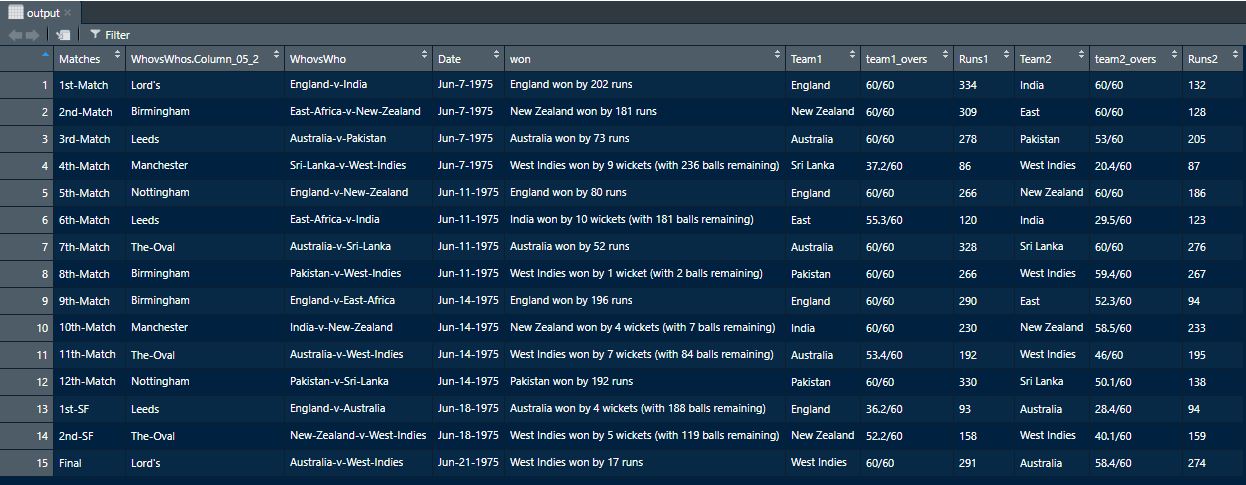 output
Filter
Matches WhovsWhos.Column_05_2 WhovsWho Date won Team1 team1_overs Runs1 Team2 team2_overs Runs2
1 1st-Match Lord's England-v-India Jun-7-1975 England won by 202 runs England 60/60 334 India 60/60 132
2 2nd-Match Birmingham East-Africa-v-New-Zealand Jun-7-1975 New Zealand won by 181 runs New Zealand 60/60 309 East 60/60 128
3 3rd-Match Leeds Australia-v-Pakistan Jun-7-1975 Australia won by 73 runs Australia 60/60 278 Pakistan 53/60 205
4 4th-Match Manchester Sri-Lanka-v-West-Indies Jun-7-1975 West Indies won by 9 wickets (with 236 balls remaining) Sri Lanka 37.2/60 86 West Indies 20.4/60 87
5 5th-Match Nottingham England-v-New-Zealand Jun-11-1975 England won by 80 runs England 60/60 266 New Zealand 60/60 186
6 6th-Match Leeds East-Africa-v-India Jun-11-1975 India won by 10 wickets (with 181 balls remaining) East 55.3/60 120 India 29.5/60 123
7 7th-Match The-Oval Australia-v-Sri-Lanka Jun-11-1975 Australia won by 52 runs Australia 60/60 328 Sri Lanka 60/60 276
8 8th-Match Birmingham Pakistan-v-West-Indies Jun-11-1975 West Indies won by 1 wicket (with 2 balls remaining) Pakistan 60/60 266 West Indies 59.4/60 267
9 9th-Match Birmingham England-v-East-Africa Jun-14-1975 England won by 196 runs England 60/60 290 East 52.3/60 94
10 10th-Match Manchester India-v-New-Zealand Jun-14-1975 New Zealand won by 4 wickets (with 7 balls remaining) India 60/60 230 New Zealand 58.5/60 233
11 11th-Match The-Oval Australia-v-West-Indies Jun-14-1975 West Indies won by 7 wickets (with 84 balls remaining) Australia 53.4/60 192 West Indies 46/60 195
12 12th-Match Nottingham Pakistan-v-Sri-Lanka Jun-14-1975 Pakistan won by 192 runs Pakistan 60/60 330 Sri Lanka 50.1/60 138
13 1st-SF Leeds England-v-Australia Jun-18-1975 Australia won by 4 wickets (with 188 balls remaining) England 36.2/60 93 Australia 28.4/60 94
14 2nd-SF The-Oval New-Zealand-v-West-Indies Jun-18-1975 West Indies won by 5 wickets (with 119 balls remaining) New Zealand 52.2/60 158 West Indies 40.1/60 159
15 Final Lord's Australia-v-West-Indies Jun-21-1975 West Indies won by 17 runs West Indies 60/60 291 Australia 58.4/60 274